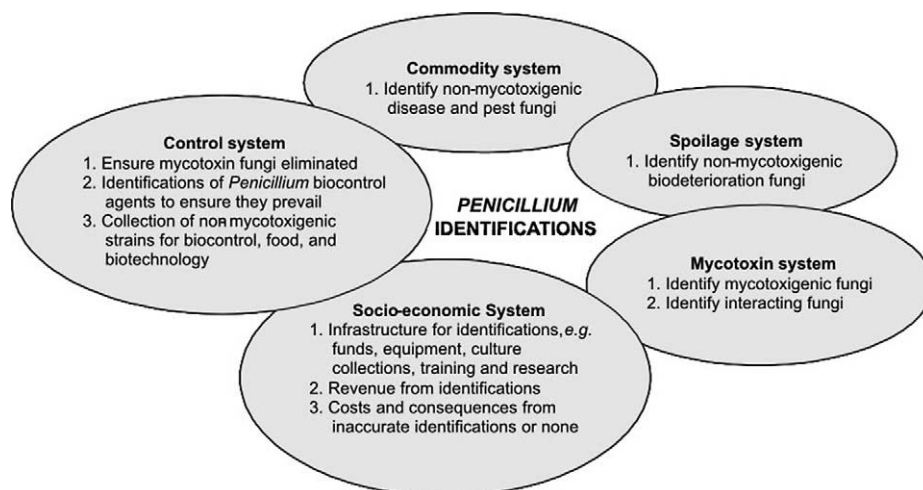 Commodity system
1. Identify non-mycotoxigenic
disease and pest fungi
Spoilage system
1. Identify non-mycotoxigenic
biodeterioration fungi
Control system
1. Ensure mycotoxin fungi eliminated
2. Identifications of Penicillium biocontrol
agents to ensure they prevail
3. Collection of non mycotoxigenic
strains for biocontrol, food, and
biotechnology
PENICILLIUM
IDENTIFICATIONS
Mycotoxin system
1. Identify mycotoxigenic fungi
2. Identify interacting fungi
Socio-economic System
1. Infrastructure for identifications, e.g.
funds, equipment, culture
collections, training and research
2. Revenue from identifications
3. Costs and consequences from
inaccurate identifications or none